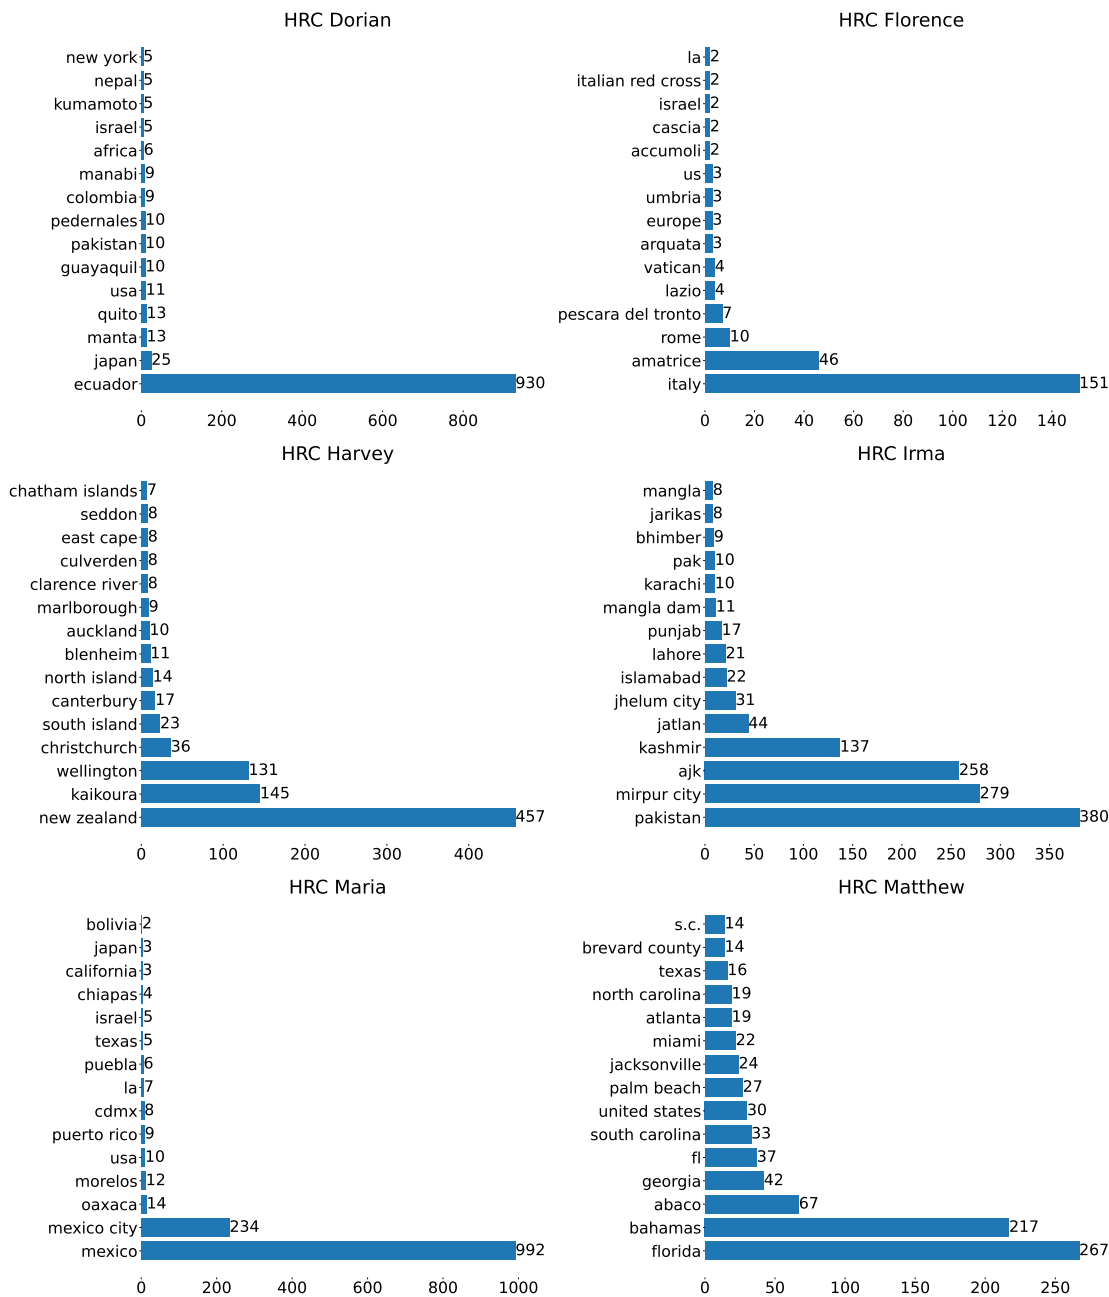 HRC Dorian
new york 5
nepal 5
kumamoto 5
israel 5
africa 6
manabi 9
colombia 9
pedernales 10
pakistan 10
guayaquil 10
usa 11
quito 13
manta 13
japan 25
ecuador 930
0 200 400 600 800
HRC Florence
la 2
italian red cross 2
israel 2
cascia 2
accumoli 2
us 3
umbria 3
europe 3
arquata 3
vatican 4
lazio 4
pescara del tronto 7
rome 10
amatrice 46
italy 151
0 20 40 60 80 100 120 140
HRC Harvey
chatham islands 7
seddon 8
east cape 8
culverden 8
clarence river 8
marlborough 9
auckland 10
blenheim 11
north island 14
canterbury 17
south island 23
christchurch 36
wellington 131
kaikoura 145
new zealand 457
0 100 200 300 400
HRC Irma
mangla 8
jarikas 8
bhimber 9
pak 10
karachi 10
mangla dam 11
punjab 17
lahore 21
islamabad 22
jhelum city 31
jatlan 44
kashmir 137
ajk 258
mirpur city 279
pakistan 380
0 50 100 150 200 250 300 350
HRC Maria
bolivia 2
japan 3
california 3
chiapas 4
israel 5
texas 5
puebla 6
la 7
cdmx 8
puerto rico 9
usa 10
morelos 12
oaxaca 14
mexico city 234
mexico 992
0 200 400 600 800 1000
HRC Matthew
s.c. 14
brevard county 14
texas 16
north carolina 19
atlanta 19
miami 22
jacksonville 24
palm beach 27
united states 30
south carolina 33
fl 37
georgia 42
abaco 67
bahamas 217
florida 267
0 50 100 150 200 250